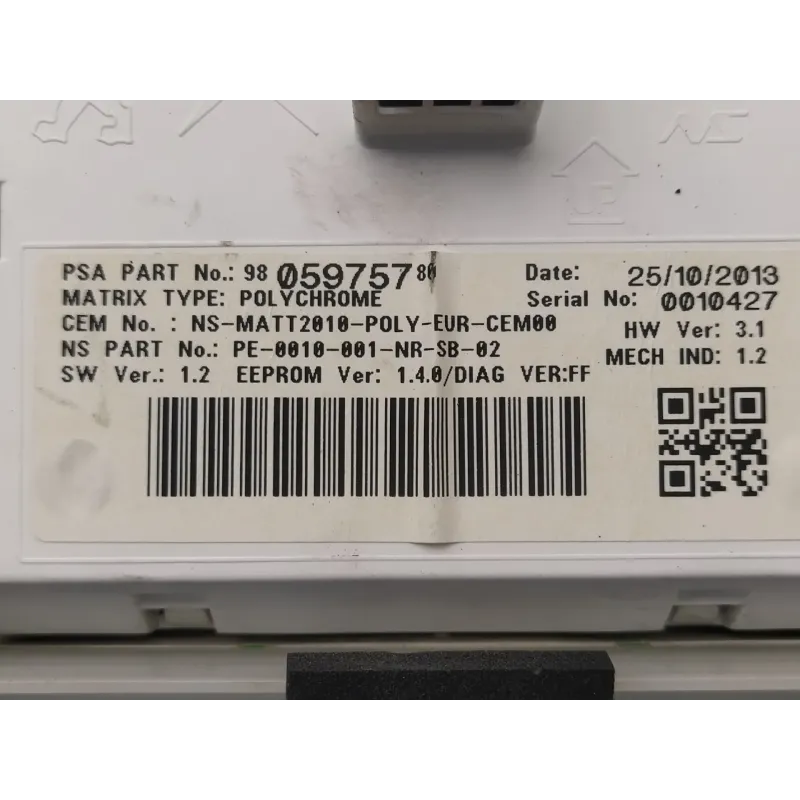 UP
PSA PART No.: 98 059757 80
MATRIX TYPE: POLYCHROME
CEM No. : NS-MATT2010-POLY-EUR-CEM00
NS PART No.: PE-0010-001-NR-SB-02
SW Ver.: 1.2 EEPROM Ver: 1.4.0/DIAG VER:FF
Date: 25/10/2013
Serial No: 0010427
HW Ver: 3.1
MECH IND: 1.2